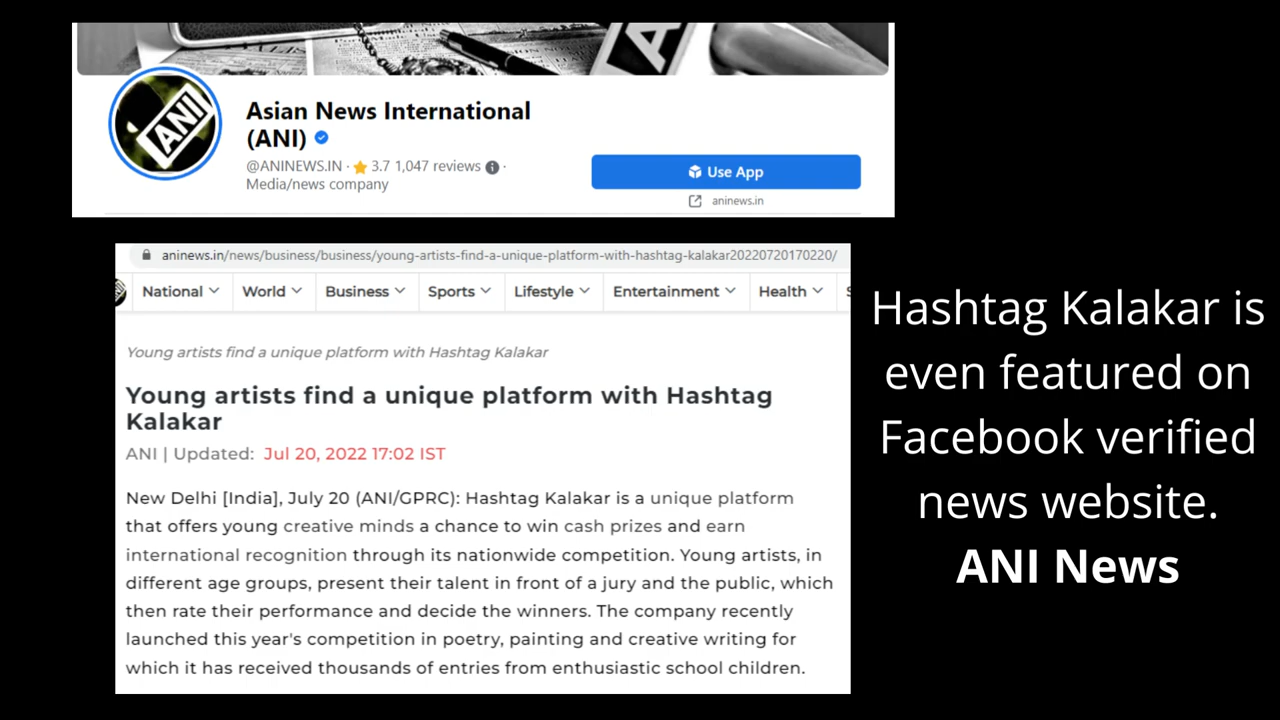 ANI
Asian News International
(ANI)
@ANINEWS.IN · 3.7 1,047 reviews ·
Media/news company
Use App
aninews.in
aninews.in/news/business/business/young-artists-find-a-unique-platform-with-hashtag-kalakar20220720170220/
National World Business Sports Lifestyle Entertainment Health
Young artists find a unique platform with Hashtag Kalakar
Young artists find a unique platform with Hashtag
Kalakar
ANI | Updated: Jul 20, 2022 17:02 IST
New Delhi [India], July 20 (ANI/GPRC): Hashtag Kalakar is a unique platform
that offers young creative minds a chance to win cash prizes and earn
international recognition through its nationwide competition. Young artists, in
different age groups, present their talent in front of a jury and the public, which
then rate their performance and decide the winners. The company recently
launched this year's competition in poetry, painting and creative writing for
which it has received thousands of entries from enthusiastic school children.
Hashtag Kalakar is
even featured on
Facebook verified
news website.
ANI News